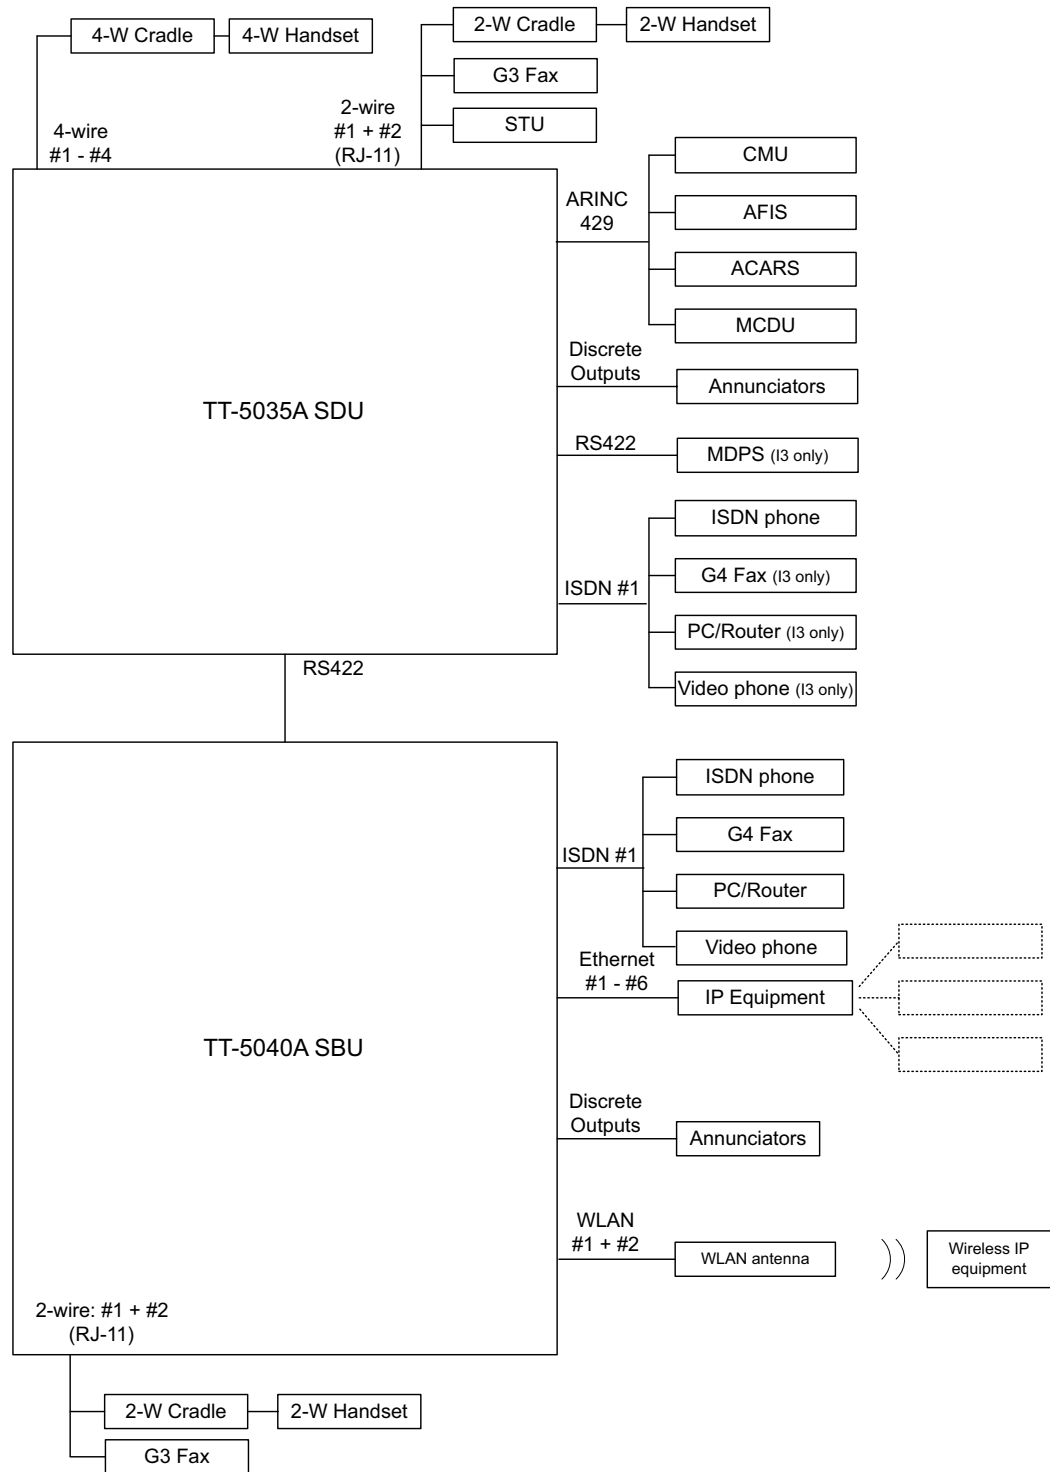 4-W Cradle
4-W Handset
2-W Cradle
2-W Handset
G3 Fax
STU
4-wire
#1 - #4
2-wire
#1 + #2
(RJ-11)
ARINC
429
CMU
AFIS
ACARS
MCDU
Discrete
Outputs
Annunciators
TT-5035A SDU
RS422
MDPS (I3 only)
ISDN #1
ISDN phone
G4 Fax (I3 only)
PC/Router (I3 only)
Video phone (I3 only)
RS422
ISDN #1
ISDN phone
G4 Fax
PC/Router
Video phone
Ethernet
#1 - #6
IP Equipment
TT-5040A SBU
Discrete
Outputs
Annunciators
WLAN
#1 + #2
WLAN antenna
Wireless IP
equipment
2-wire: #1 + #2
(RJ-11)
2-W Cradle
2-W Handset
G3 Fax